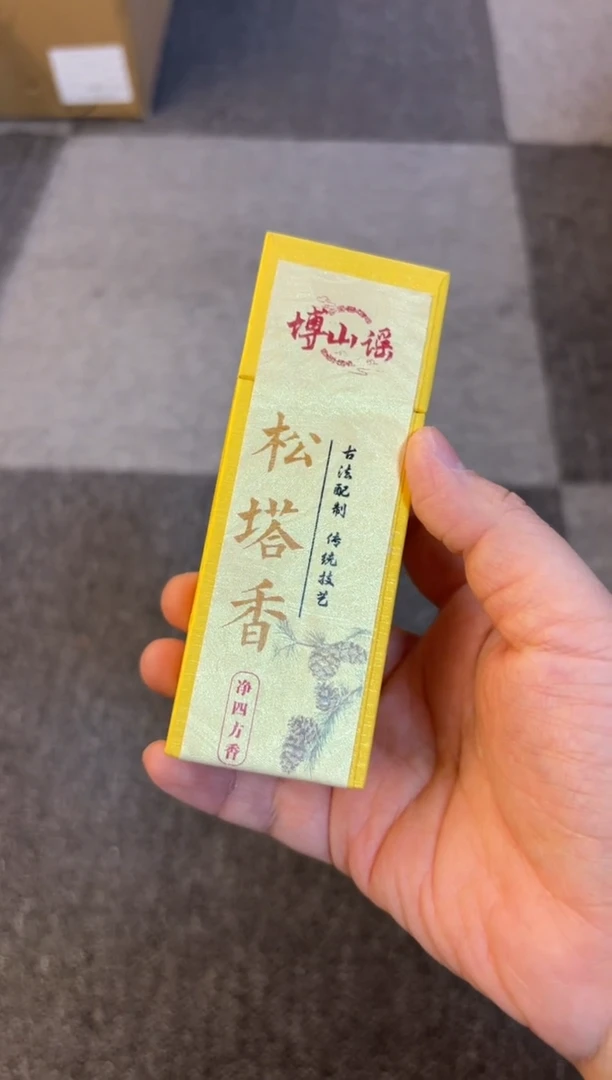 博山谣
松塔香
古法配制 传统技艺
净四方香